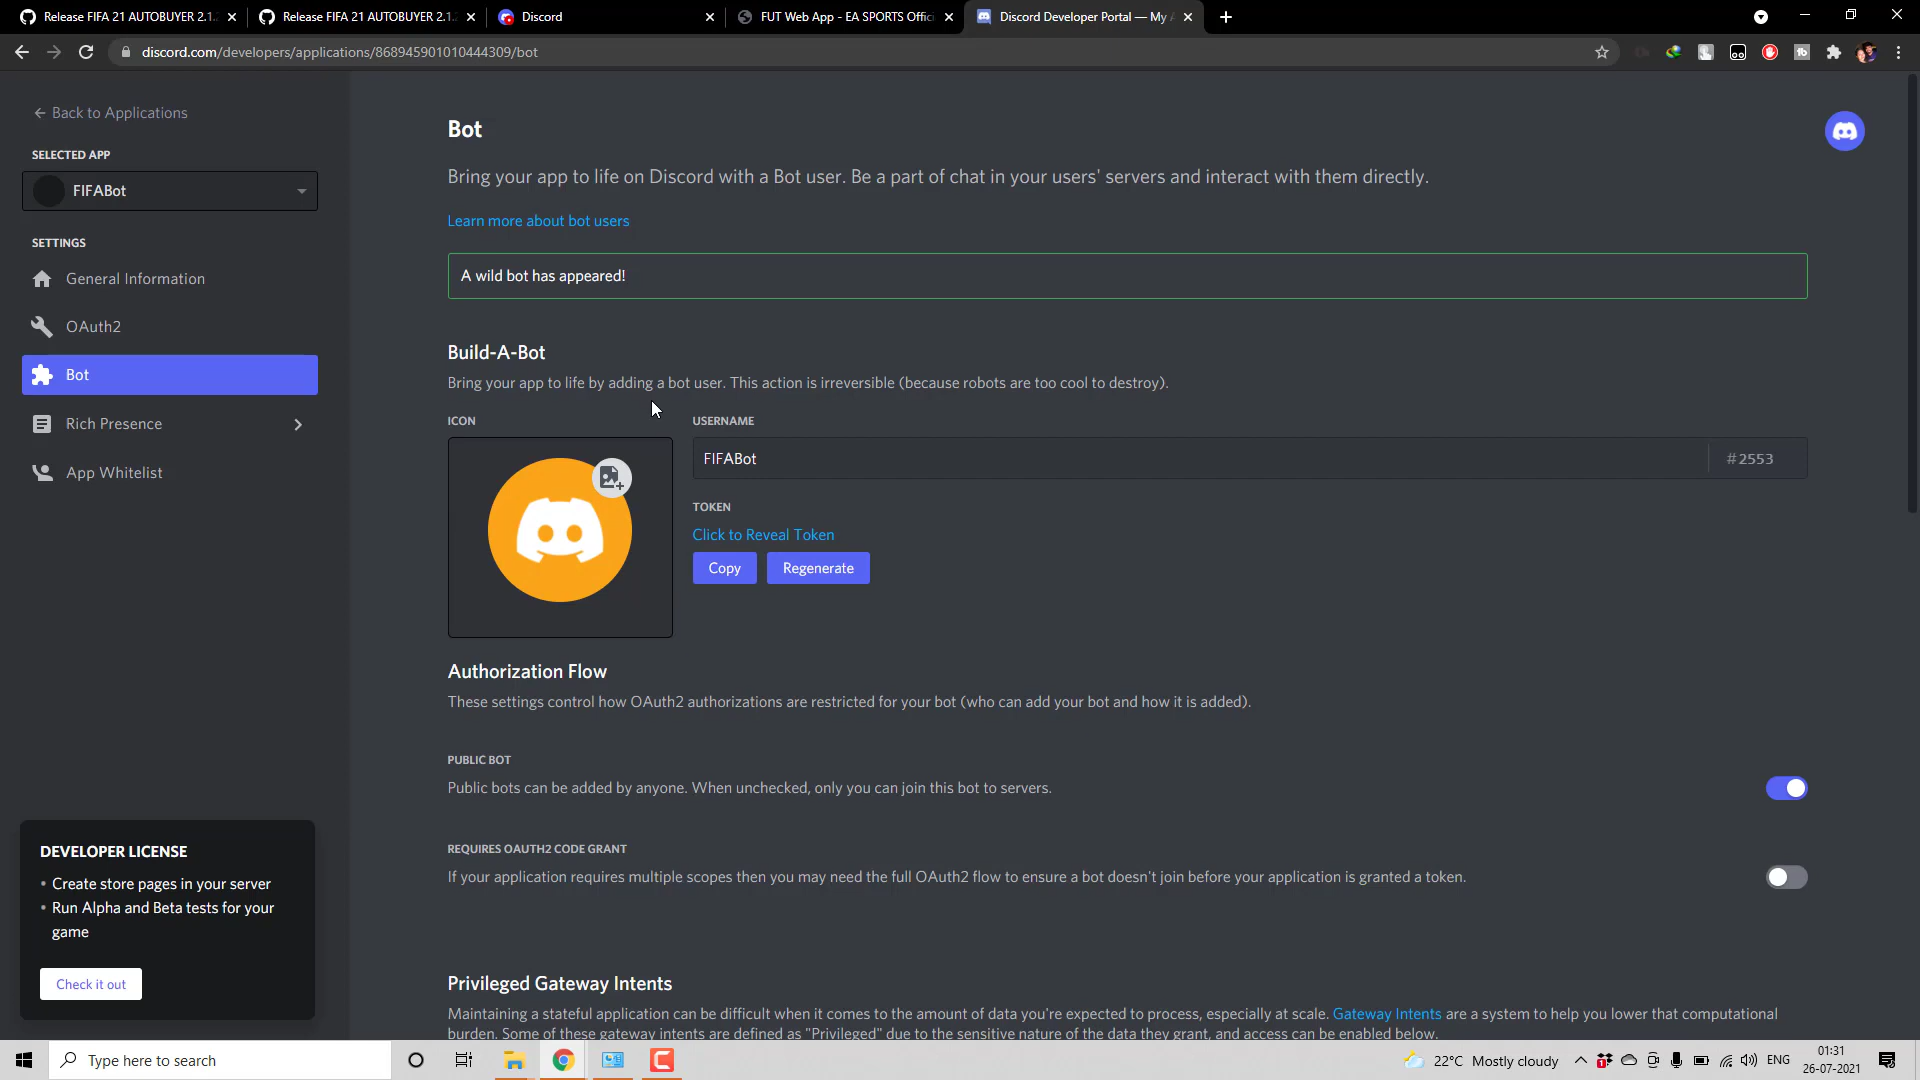 Release FIFA 21 AUTOBUYER 2.1.
Release FIFA 21 AUTOBUYER 2.1.
Discord
FUT Web App - EA SPORTS Offici
Discord Developer Portal — My A
discord.com/developers/applications/868945901010444309/bot
Back to Applications
SELECTED APP
FIFABot
SETTINGS
General Information
OAuth2
Bot
Rich Presence
App Whitelist
DEVELOPER LICENSE
• Create store pages in your server
• Run Alpha and Beta tests for your
game
Check it out
Bot
Bring your app to life on Discord with a Bot user. Be a part of chat in your users' servers and interact with them directly.
Learn more about bot users
A wild bot has appeared!
Build-A-Bot
Bring your app to life by adding a bot user. This action is irreversible (because robots are too cool to destroy).
ICON
USERNAME
FIFABot
#2553
TOKEN
Click to Reveal Token
Copy
Regenerate
Authorization Flow
These settings control how OAuth2 authorizations are restricted for your bot (who can add your bot and how it is added).
PUBLIC BOT
Public bots can be added by anyone. When unchecked, only you can join this bot to servers.
REQUIRES OAUTH2 CODE GRANT
If your application requires multiple scopes then you may need the full OAuth2 flow to ensure a bot doesn't join before your application is granted a token.
Privileged Gateway Intents
Maintaining a stateful application can be difficult when it comes to the amount of data you're expected to process, especially at scale. Gateway Intents are a system to help you lower that computational
burden. Some of these gateway intents are defined as "Privileged" due to the sensitive nature of the data they grant, and access can be enabled below.
Type here to search
22°C Mostly cloudy
ENG
01:31
26-07-2021